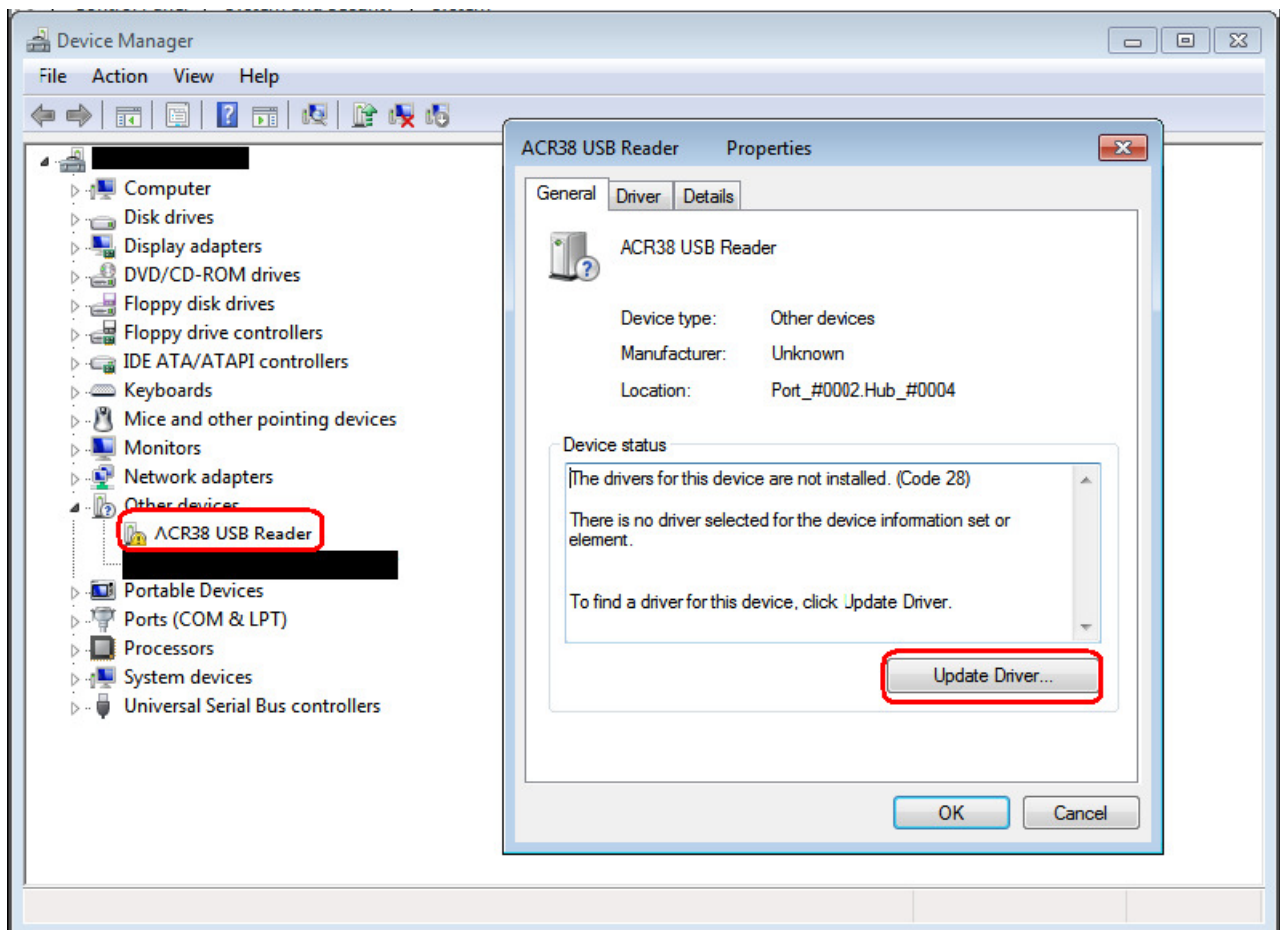 Device Manager
File Action View Help
Computer
Disk drives
Display adapters
DVD/CD-ROM drives
Floppy disk drives
Floppy drive controllers
IDE ATA/ATAPI controllers
Keyboards
Mice and other pointing devices
Monitors
Network adapters
Other devices
ACR38 USB Reader
Portable Devices
Ports (COM & LPT)
Processors
System devices
Universal Serial Bus controllers
ACR38 USB Reader Properties
General Driver Details
ACR38 USB Reader
Device type: Other devices
Manufacturer: Unknown
Location: Port_#0002.Hub_#0004
Device status
The drivers for this device are not installed. (Code 28)
There is no driver selected for the device information set or
element.
To find a driver for this device, click Update Driver.
Update Driver...
OK Cancel